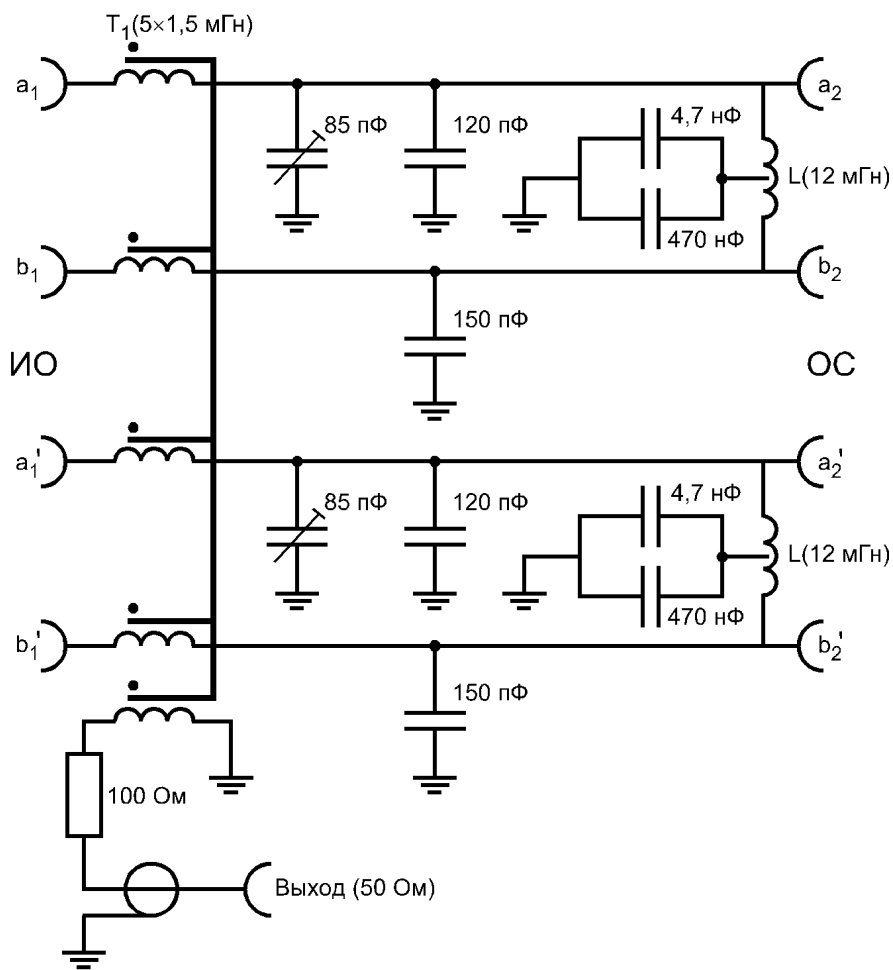 T₁(5×1,5 мГн)
a₁
85 пФ
120 пФ
4,7 нФ
a₂
L(12 мГн)
470 нФ
b₁
b₂
150 пФ
ИО
ОС
a₁'
85 пФ
120 пФ
4,7 нФ
a₂'
L(12 мГн)
470 нФ
b₁'
b₂'
150 пФ
100 Ом
Выход (50 Ом)